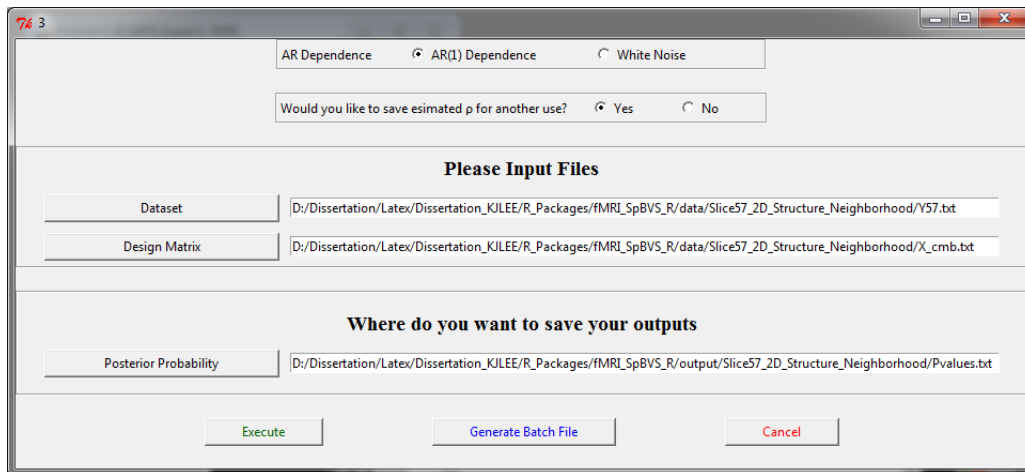 3
AR Dependence AR(1) Dependence White Noise
Would you like to save esimated ρ for another use? Yes No
Please Input Files
Dataset D:/Dissertation/Latex/Dissertation_KJLEE/R_Packages/fMRI_SpBVS_R/data/Slice57_2D_Structure_Neighborhood/Y57.txt
Design Matrix D:/Dissertation/Latex/Dissertation_KJLEE/R_Packages/fMRI_SpBVS_R/data/Slice57_2D_Structure_Neighborhood/X_cmb.txt
Where do you want to save your outputs
Posterior Probability D:/Dissertation/Latex/Dissertation_KJLEE/R_Packages/fMRI_SpBVS_R/output/Slice57_2D_Structure_Neighborhood/Pvalues.txt
Execute Generate Batch File Cancel